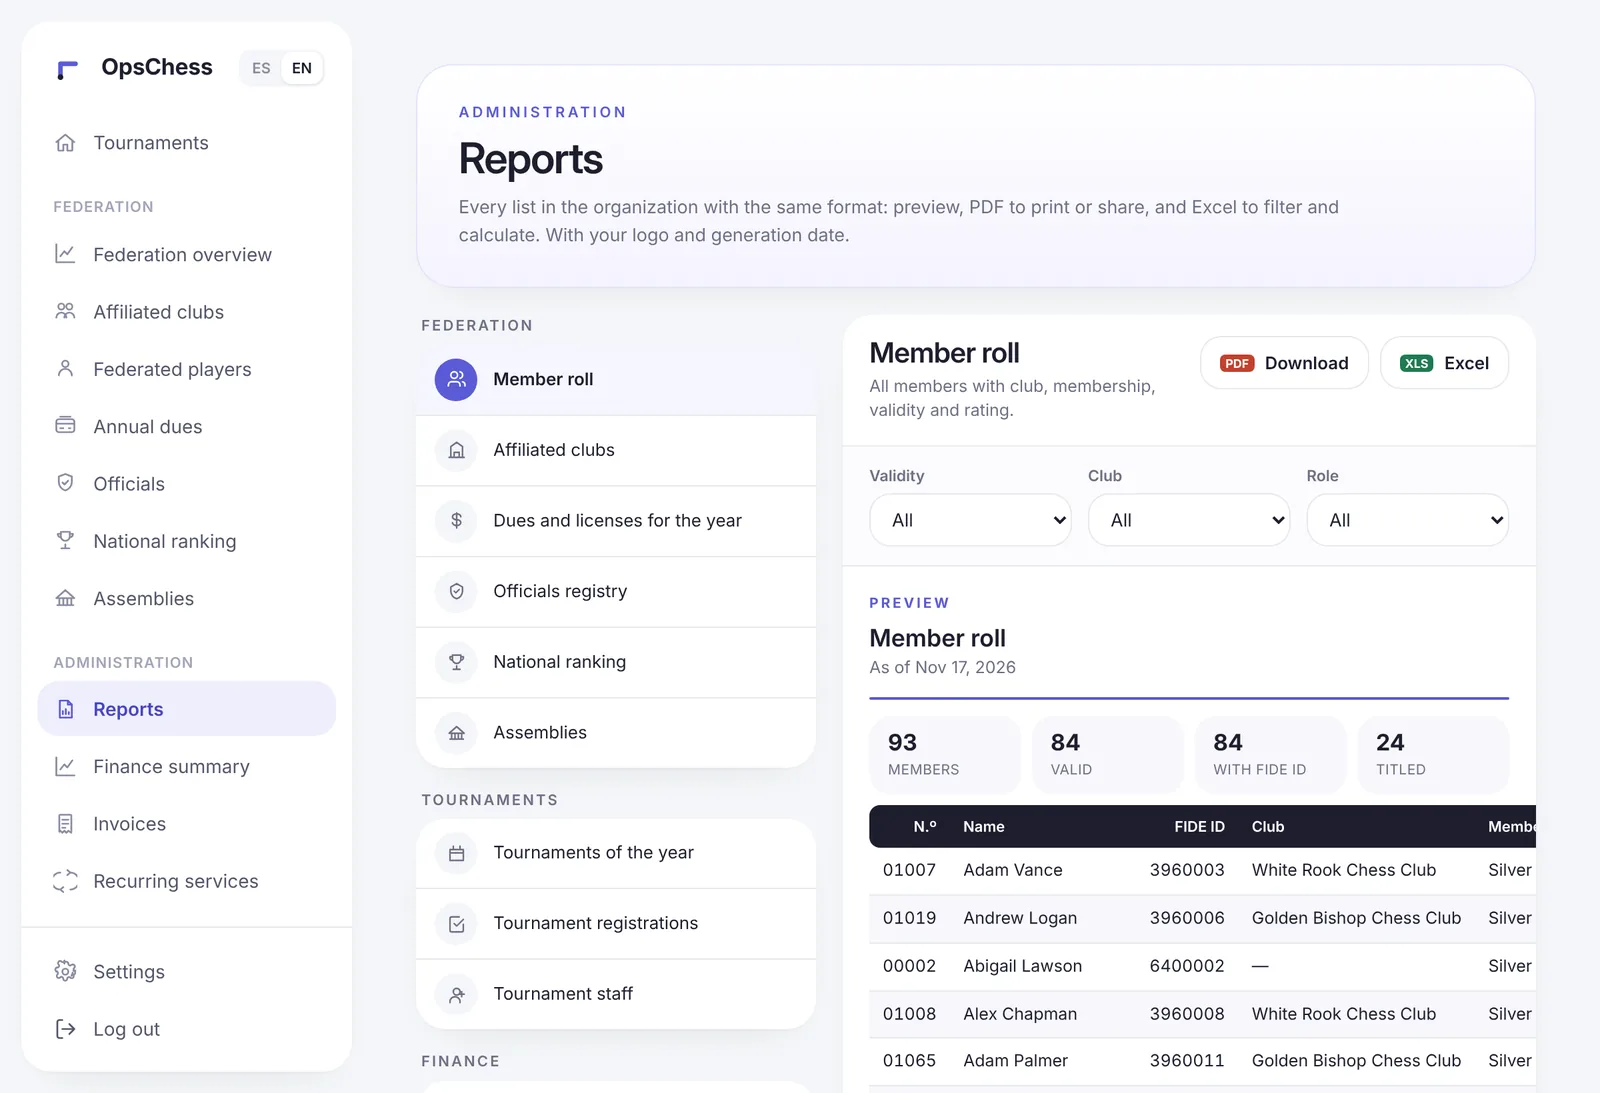 OpsChess
ES EN
Tournaments
FEDERATION
Federation overview
Affiliated clubs
Federated players
Annual dues
Officials
National ranking
Assemblies
ADMINISTRATION
Reports
Finance summary
Invoices
Recurring services
Settings
Log out
ADMINISTRATION
Reports
Every list in the organization with the same format: preview, PDF to print or share, and Excel to filter and
calculate. With your logo and generation date.
FEDERATION
Member roll
Affiliated clubs
Dues and licenses for the year
Officials registry
National ranking
Assemblies
TOURNAMENTS
Tournaments of the year
Tournament registrations
Tournament staff
FINANCE
Member roll
All members with club, membership,
validity and rating.
PDF Download
XLS Excel
Validity Club Role
All All All
PREVIEW
Member roll
As of Nov 17, 2026
93 84 84 24
MEMBERS VALID WITH FIDE ID TITLED
N.º Name FIDE ID Club Membe
01007 Adam Vance 3960003 White Rook Chess Club Silver
01019 Andrew Logan 3960006 Golden Bishop Chess Club Silver
00002 Abigail Lawson 6400002 — Silver
01008 Alex Chapman 3960008 White Rook Chess Club Silver
01065 Adam Palmer 3960011 Golden Bishop Chess Club Silver